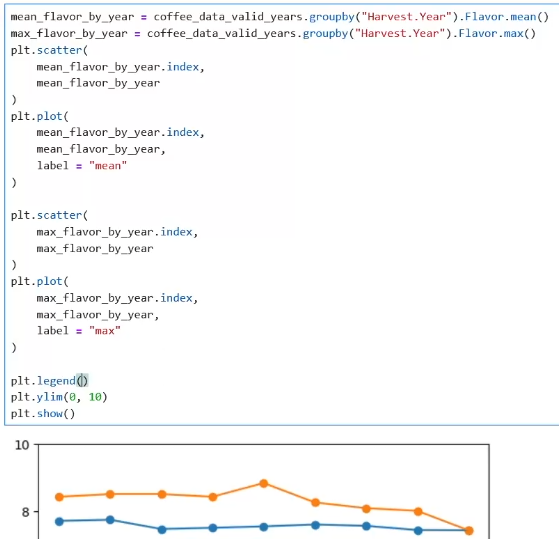 mean_flavor_by_year = coffee_data_valid_years.groupby("Harvest.Year").Flavor.mean()
max_flavor_by_year = coffee_data_valid_years.groupby("Harvest.Year").Flavor.max()
plt.scatter(
    mean_flavor_by_year.index,
    mean_flavor_by_year
)
plt.plot(
    mean_flavor_by_year.index,
    mean_flavor_by_year,
    label = "mean"
)
plt.scatter(
    max_flavor_by_year.index,
    max_flavor_by_year
)
plt.plot(
    max_flavor_by_year.index,
    max_flavor_by_year,
    label = "max"
)
plt.legend()
plt.ylim(0, 10)
plt.show()
10
8